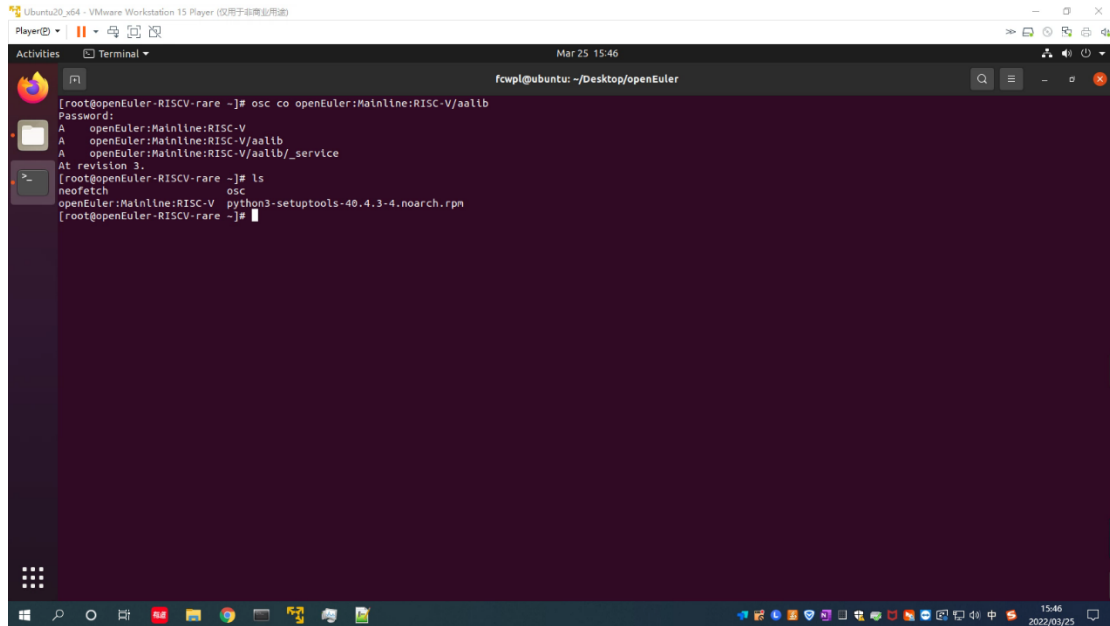 Ubuntu20_x64 - VMware Workstation 15 Player (仅用于非商业用途)
Player(P)
Activities
Terminal
Mar 25 15:46
fcwpl@ubuntu: ~/Desktop/openEuler
[root@openEuler-RISCV-rare ~]# osc co openEuler:Mainline:RISC-V/aalib
Password:
A    openEuler:Mainline:RISC-V
A    openEuler:Mainline:RISC-V/aalib
A    openEuler:Mainline:RISC-V/aalib/_service
At revision 3.
[root@openEuler-RISCV-rare ~]# ls
neofetch                   osc
openEuler:Mainline:RISC-V  python3-setuptools-40.4.3-4.noarch.rpm
[root@openEuler-RISCV-rare ~]#
中
15:46
2022/03/25